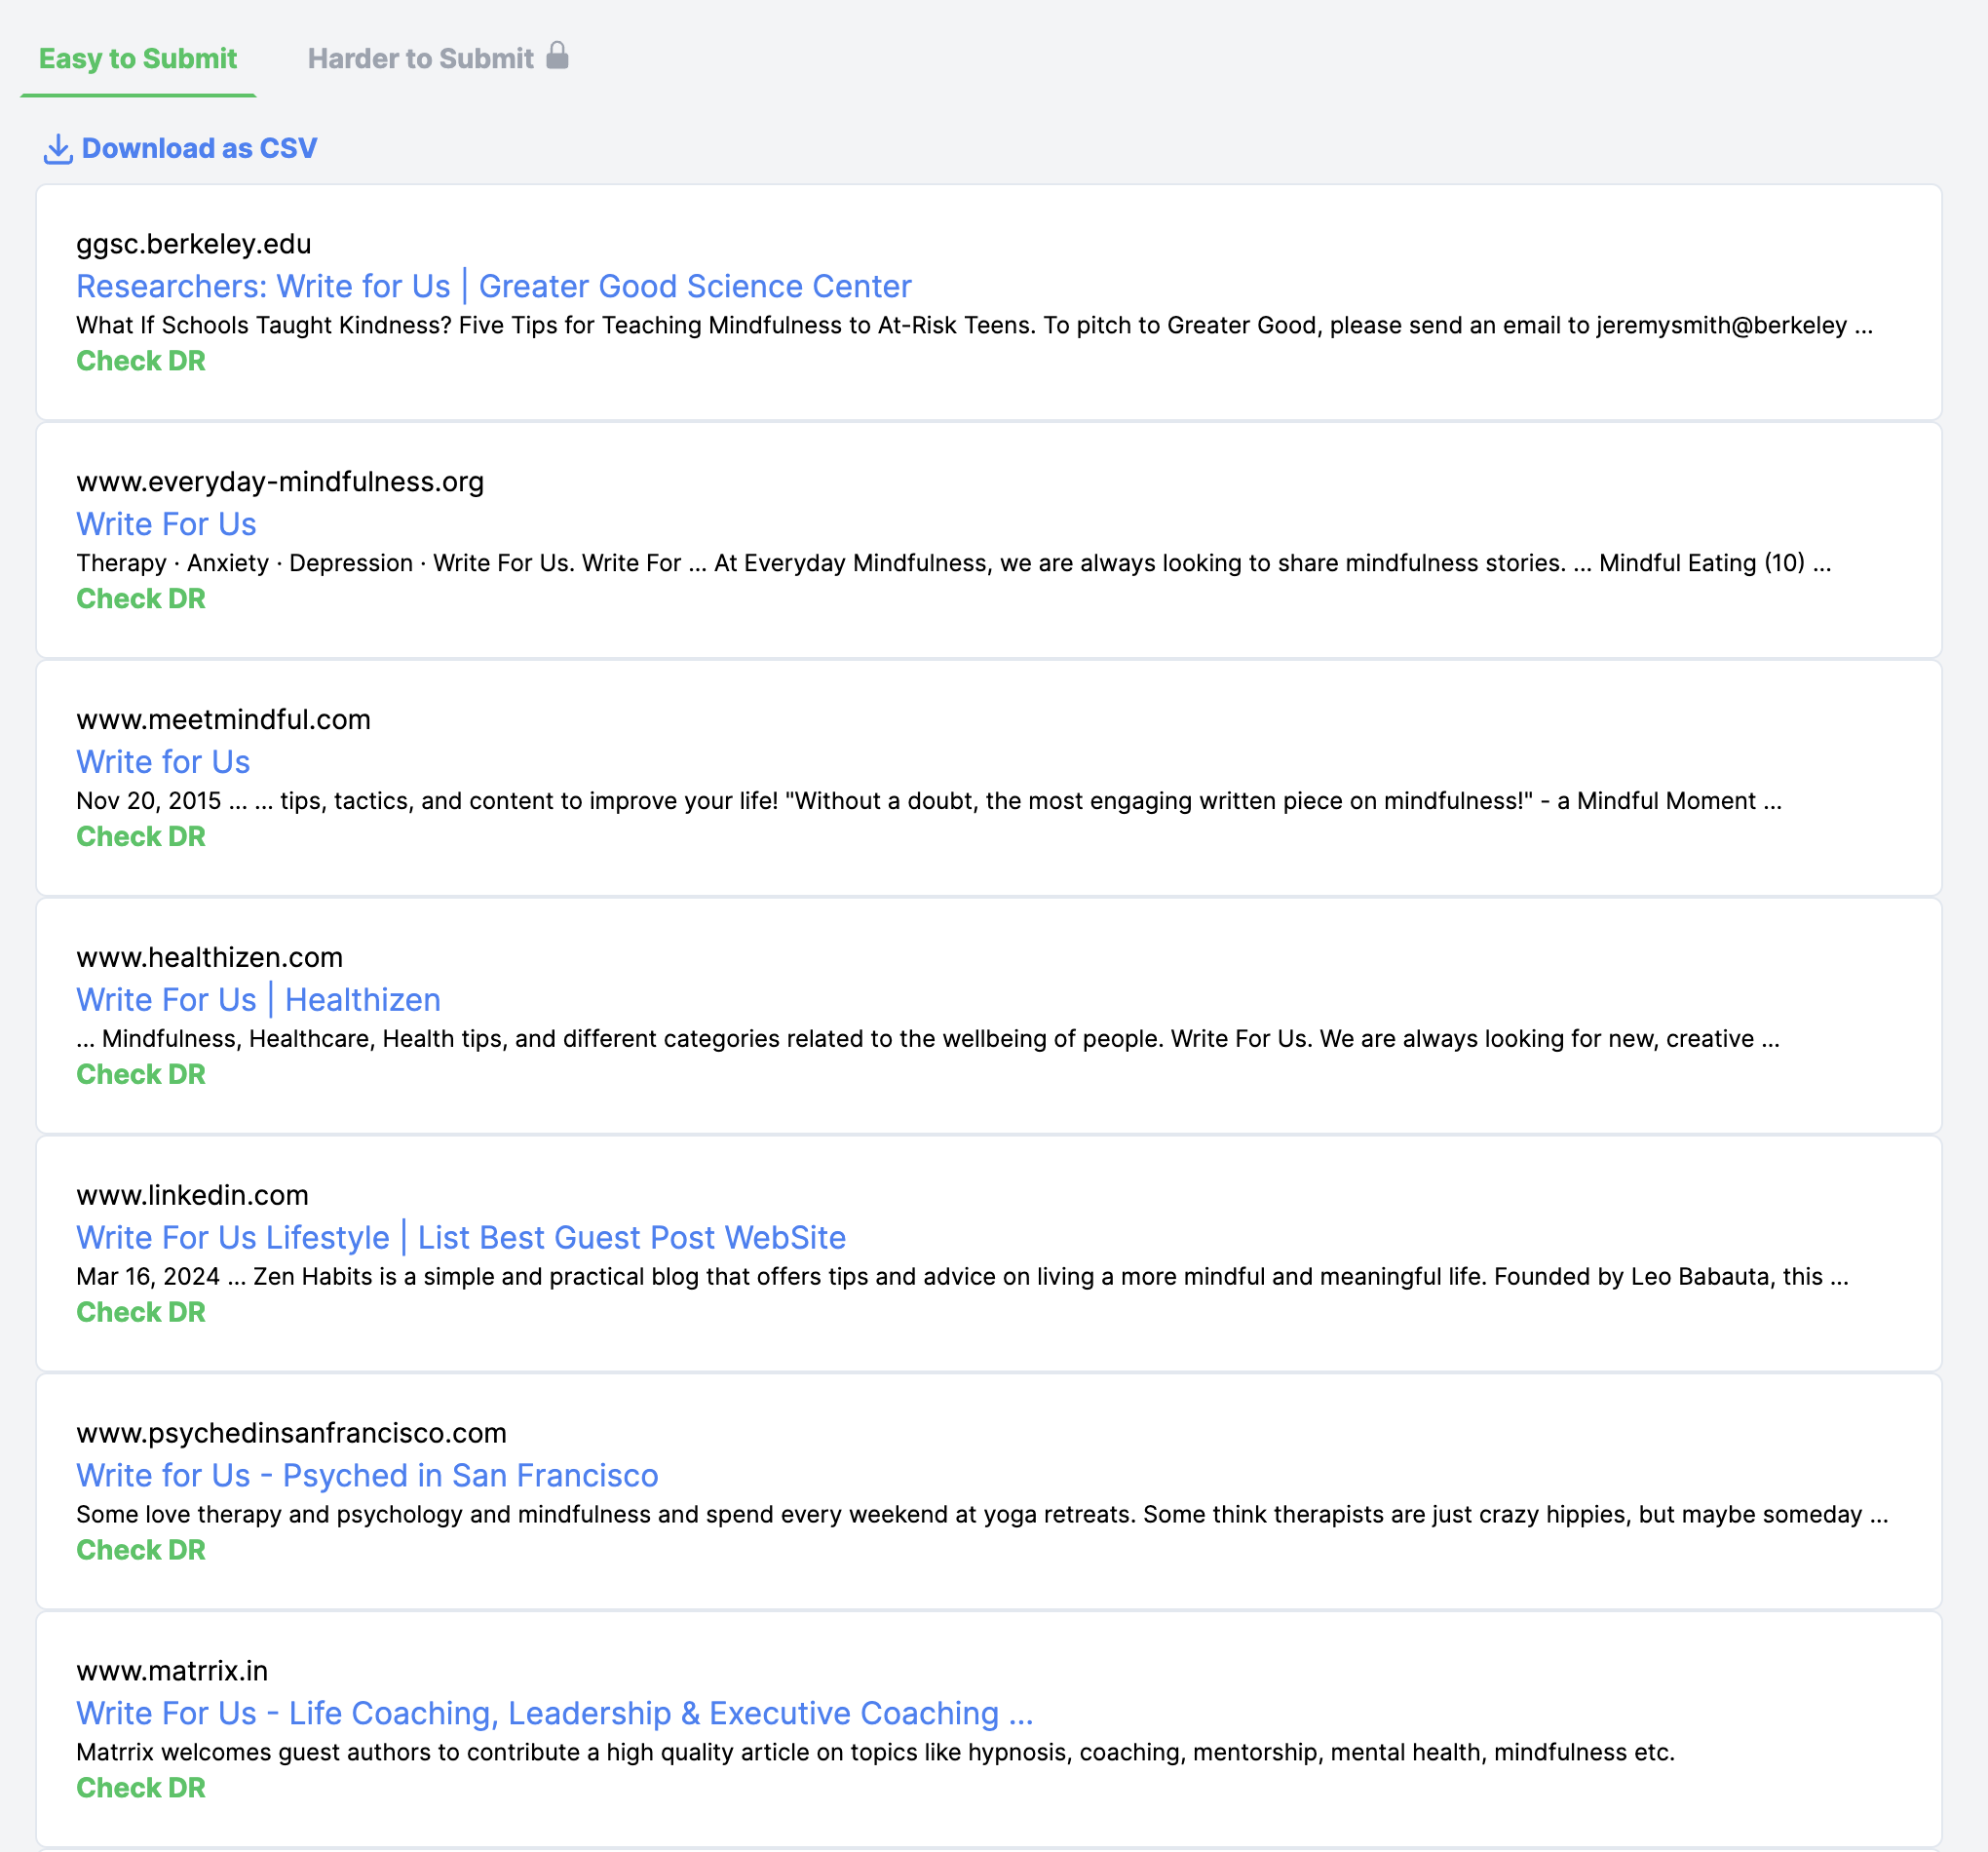 Easy to Submit
Harder to Submit
Download as CSV
ggsc.berkeley.edu
Researchers: Write for Us | Greater Good Science Center
What If Schools Taught Kindness? Five Tips for Teaching Mindfulness to At-Risk Teens. To pitch to Greater Good, please send an email to jeremysmith@berkeley ...
Check DR
www.everyday-mindfulness.org
Write For Us
Therapy · Anxiety · Depression · Write For Us. Write For ... At Everyday Mindfulness, we are always looking to share mindfulness stories. ... Mindful Eating (10) ...
Check DR
www.meetmindful.com
Write for Us
Nov 20, 2015 ... ... tips, tactics, and content to improve your life! "Without a doubt, the most engaging written piece on mindfulness!" - a Mindful Moment ...
Check DR
www.healthizen.com
Write For Us | Healthizen
... Mindfulness, Healthcare, Health tips, and different categories related to the wellbeing of people. Write For Us. We are always looking for new, creative ...
Check DR
www.linkedin.com
Write For Us Lifestyle | List Best Guest Post WebSite
Mar 16, 2024 ... Zen Habits is a simple and practical blog that offers tips and advice on living a more mindful and meaningful life. Founded by Leo Babauta, this ...
Check DR
www.psychedinsanfrancisco.com
Write for Us - Psyched in San Francisco
Some love therapy and psychology and mindfulness and spend every weekend at yoga retreats. Some think therapists are just crazy hippies, but maybe someday ...
Check DR
www.matrrix.in
Write For Us - Life Coaching, Leadership & Executive Coaching ...
Matrrix welcomes guest authors to contribute a high quality article on topics like hypnosis, coaching, mentorship, mental health, mindfulness etc.
Check DR